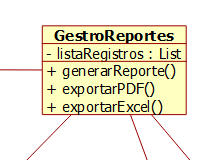 GestroReportes
- listaRegistros : List
+ generarReporte()
+ exportarPDF()
+ exportarExcel()